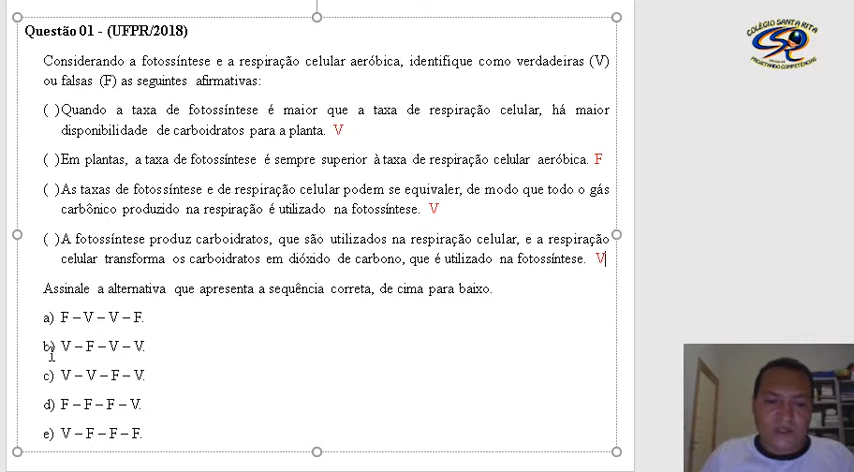 Questão 01 - (UFPR/2018)
COLÉGIO SANTA RITA
PROJETANDO COMPETÊNCIAS
Considerando a fotossíntese e a respiração celular aeróbica, identifique como verdadeiras (V)
ou falsas (F) as seguintes afirmativas:
( )Quando a taxa de fotossíntese é maior que a taxa de respiração celular, há maior
disponibilidade de carboidratos para a planta. V
( )Em plantas, a taxa de fotossíntese é sempre superior à taxa de respiração celular aeróbica. F
( )As taxas de fotossíntese e de respiração celular podem se equivaler, de modo que todo o gás
carbônico produzido na respiração é utilizado na fotossíntese. V
( )A fotossíntese produz carboidratos, que são utilizados na respiração celular, e a respiração
celular transforma os carboidratos em dióxido de carbono, que é utilizado na fotossíntese. V
Assinale a alternativa que apresenta a sequência correta, de cima para baixo.
a) F – V – V – F.
b) V – F – V – V.
c) V – V – F – V.
d) F – F – F – V.
e) V – F – F – F.